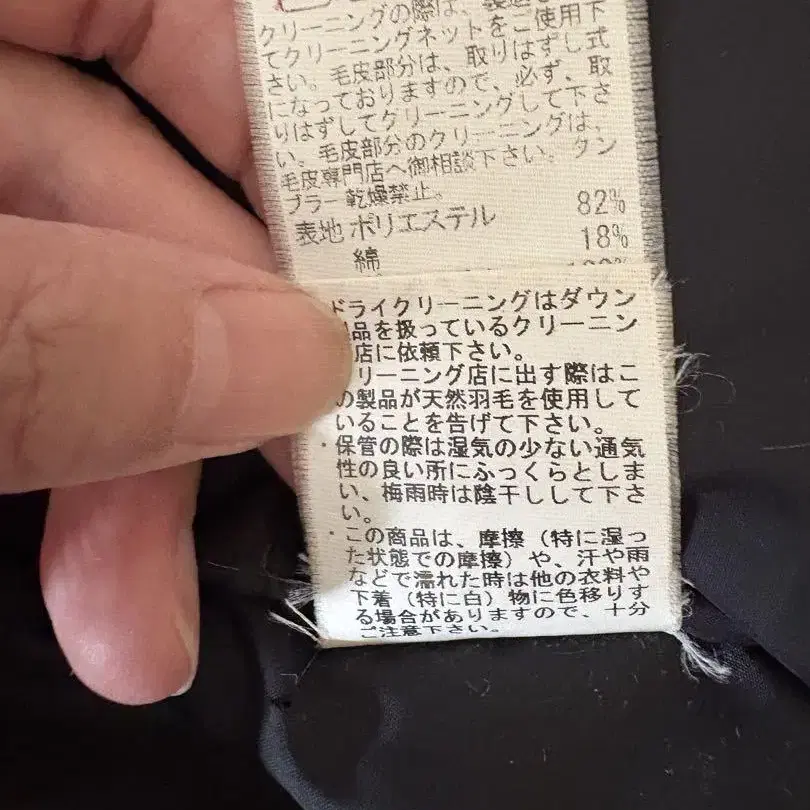 クリーニングの際は、
てクリーニングネットをご使用下
さい。毛皮部分は、取りはずし式
になっておりますので、必ず、取
りはずしてクリーニングして下さ
い。毛皮部分のクリーニングは、
毛皮専門店へ御相談下さい。タン
ブラー乾燥禁止。
表地 ポリエステル 82%
綿 18%
ドライクリーニングはダウン
品を扱っているクリーニン
店に依頼下さい。
リーニング店に出す際はこ
の製品が天然羽毛を使用して
いることを告げて下さい。
・保管の際は湿気の少ない通気
性の良い所にふっくらとしま
い、梅雨時は陰干しして下さ
い。
・この商品は、摩擦（特に湿っ
た状態での摩擦）や、汗や雨
などで濡れた時は他の衣料や
下着（特に白）物に色移りす
る場合がありますので、十分
ご注意下さい。